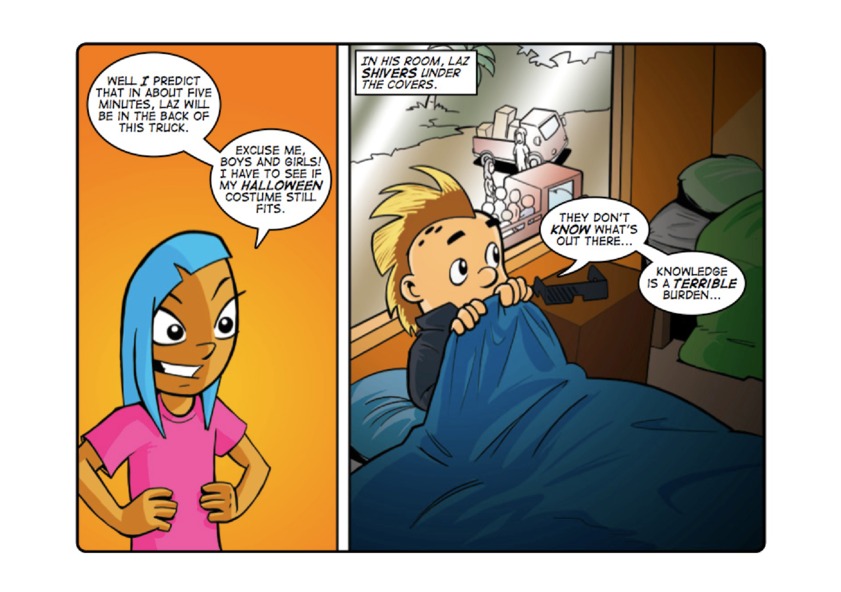 WELL I PREDICT
THAT IN ABOUT FIVE
MINUTES, LAZ WILL
BE IN THE BACK OF
THIS TRUCK.
EXCUSE ME,
BOYS AND GIRLS!
I HAVE TO SEE IF
MY HALLOWEEN
COSTUME STILL
FITS.
IN HIS ROOM, LAZ
SHIVERS UNDER
THE COVERS.
THEY DON'T
KNOW WHAT'S
OUT THERE...
KNOWLEDGE
IS A TERRIBLE
BURDEN...